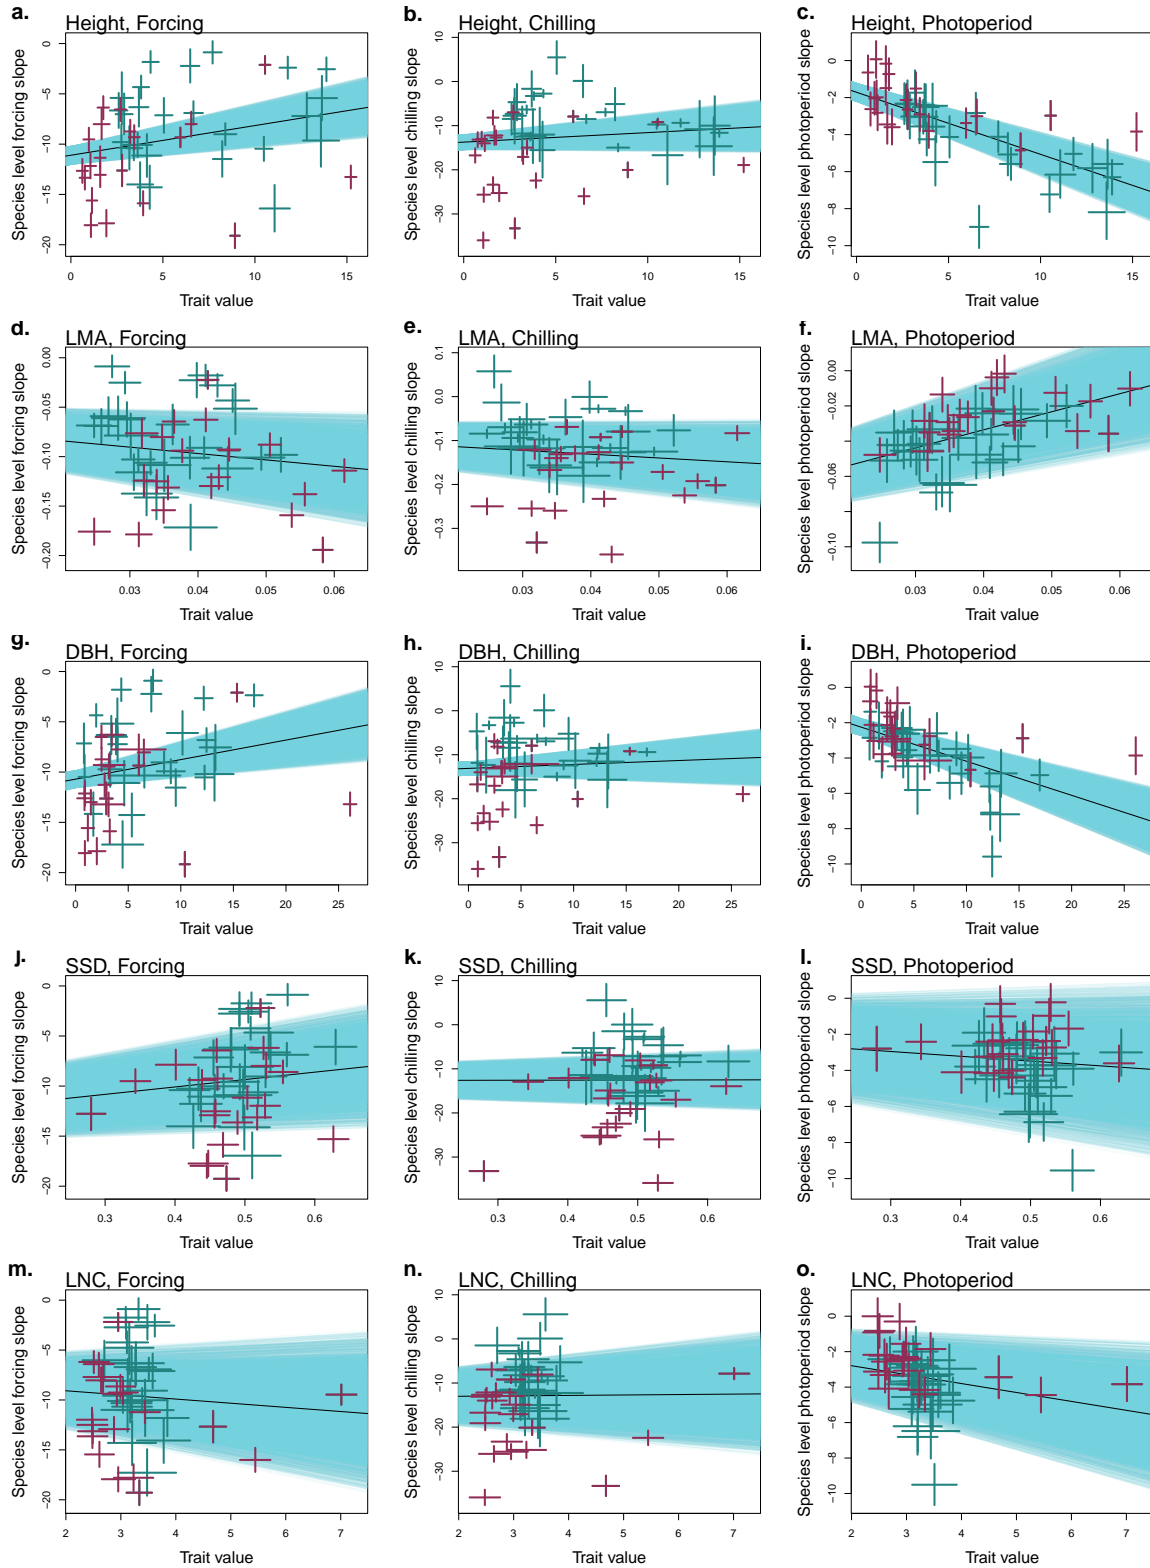 a. Height, Forcing
Species level forcing slope
0
−5
−10
−15
−20
0 5 10 15
Trait value
b. Height, Chilling
Species level chilling slope
10
0
−10
−20
−30
0 5 10 15
Trait value
c. Height, Photoperiod
Species level photoperiod slope
0
−2
−4
−6
−8
−10
0 5 10 15
Trait value
d. LMA, Forcing
Species level forcing slope
0.00
−0.05
−0.10
−0.15
−0.20
0.03 0.04 0.05 0.06
Trait value
e. LMA, Chilling
Species level chilling slope
0.1
0.0
−0.1
−0.2
−0.3
0.03 0.04 0.05 0.06
Trait value
f. LMA, Photoperiod
Species level photoperiod slope
0.00
−0.02
−0.06
−0.10
0.03 0.04 0.05 0.06
Trait value
g. DBH, Forcing
Species level forcing slope
0
−5
−10
−15
−20
0 5 10 15 20 25
Trait value
h. DBH, Chilling
Species level chilling slope
10
0
−10
−20
−30
0 5 10 15 20 25
Trait value
i. DBH, Photoperiod
Species level photoperiod slope
0
−2
−4
−6
−8
−10
0 5 10 15 20 25
Trait value
j. SSD, Forcing
Species level forcing slope
0
−5
−10
−15
−20
0.3 0.4 0.5 0.6
Trait value
k. SSD, Chilling
Species level chilling slope
10
0
−10
−20
−30
0.3 0.4 0.5 0.6
Trait value
l. SSD, Photoperiod
Species level photoperiod slope
0
−2
−4
−6
−8
−10
0.3 0.4 0.5 0.6
Trait value
m. LNC, Forcing
Species level forcing slope
0
−5
−10
−15
−20
2 3 4 5 6 7
Trait value
n. LNC, Chilling
Species level chilling slope
10
0
−10
−20
−30
2 3 4 5 6 7
Trait value
o. LNC, Photoperiod
Species level photoperiod slope
0
−2
−4
−6
−8
−10
2 3 4 5 6 7
Trait value